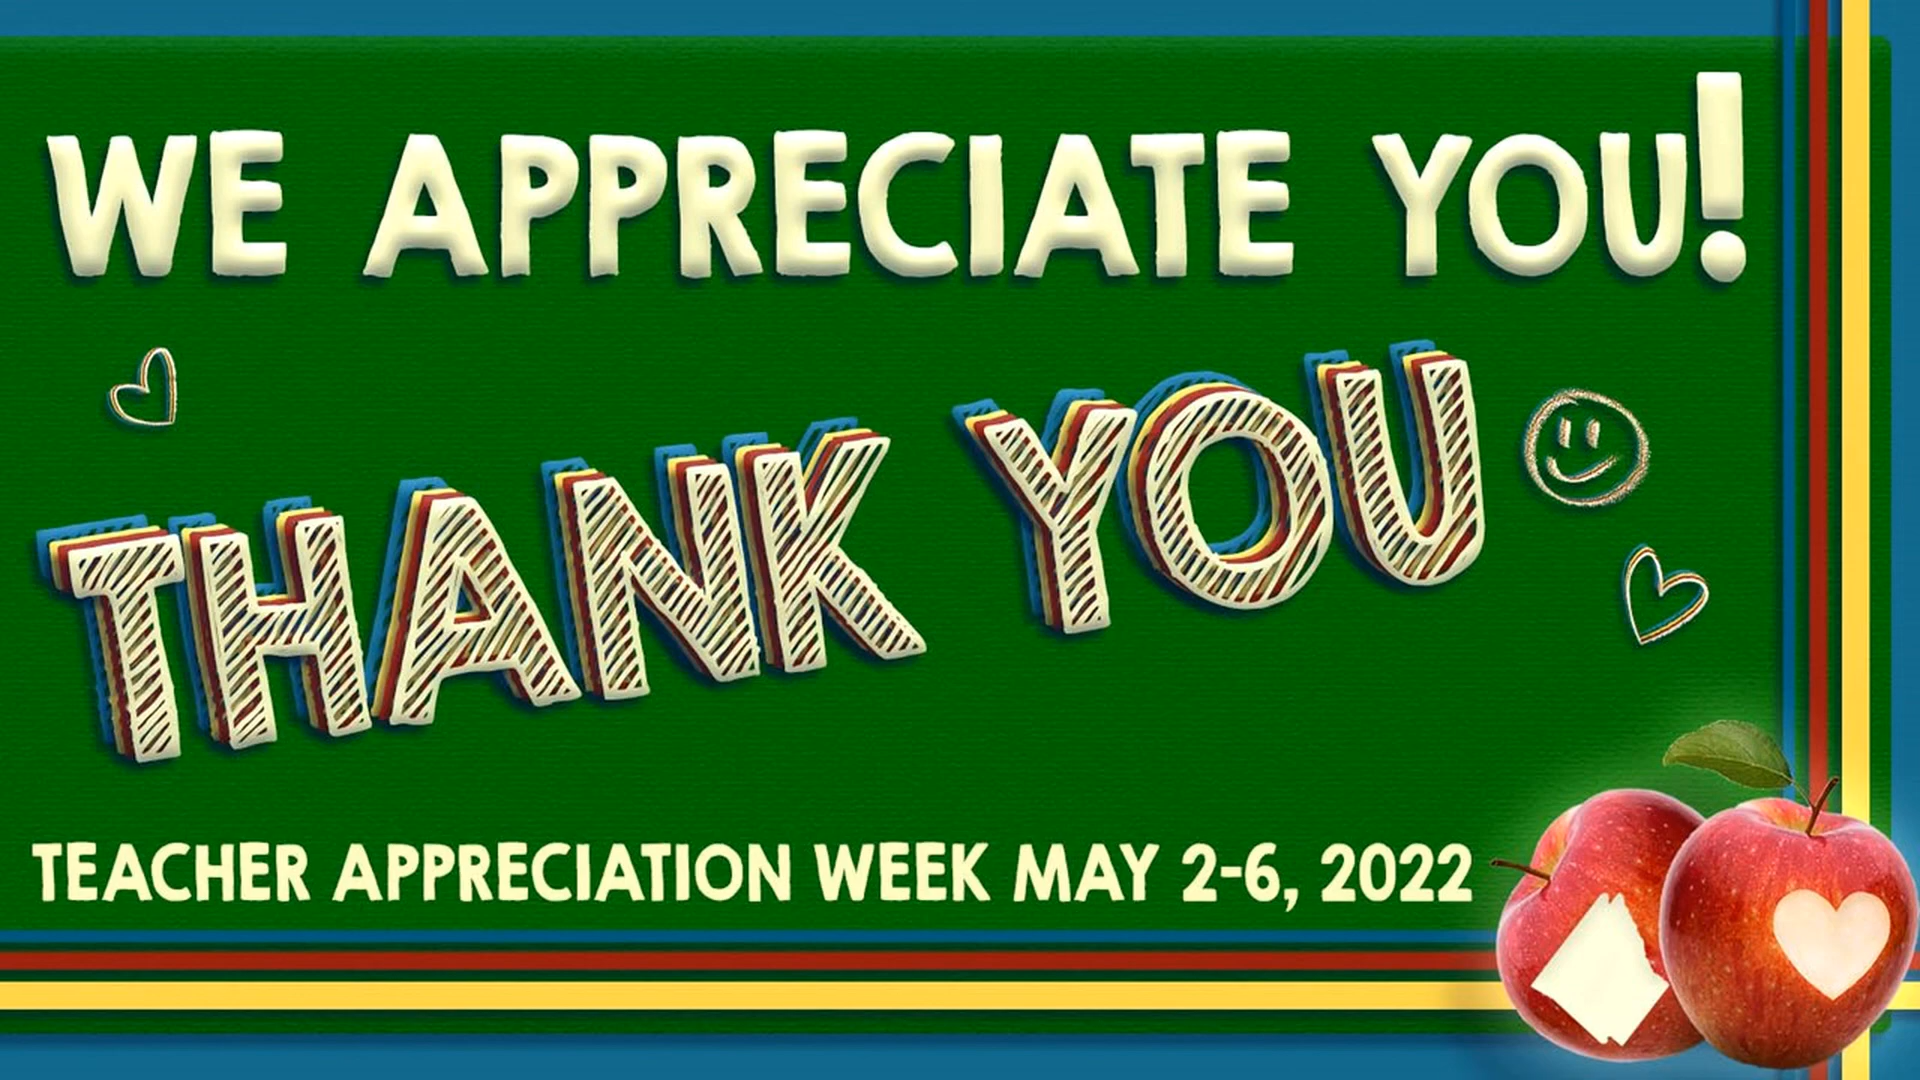 WE APPRECIATE YOU!
THANK YOU
TEACHER APPRECIATION WEEK MAY 2-6, 2022